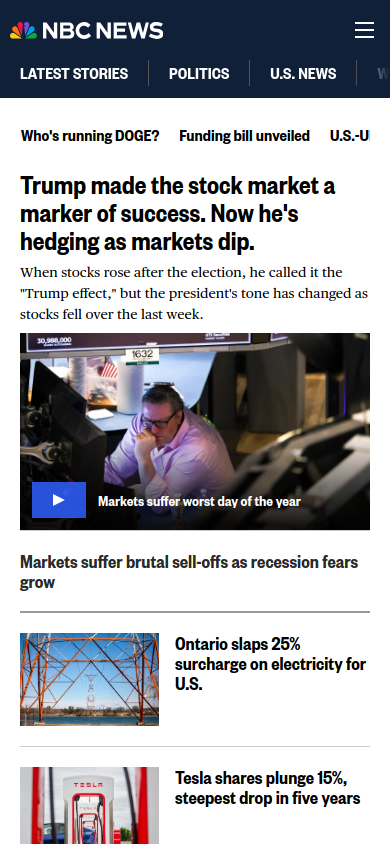 NBC NEWS
LATEST STORIES
POLITICS
U.S. NEWS
Who's running DOGE?
Funding bill unveiled
U.S.-U
Trump made the stock market a
marker of success. Now he's
hedging as markets dip.
When stocks rose after the election, he called it the
"Trump effect," but the president's tone has changed as
stocks fell over the last week.
30,988,000
1632
Markets suffer worst day of the year
Markets suffer brutal sell-offs as recession fears
grow
Ontario slaps 25%
surcharge on electricity for
U.S.
TESLA
Tesla shares plunge 15%,
steepest drop in five years